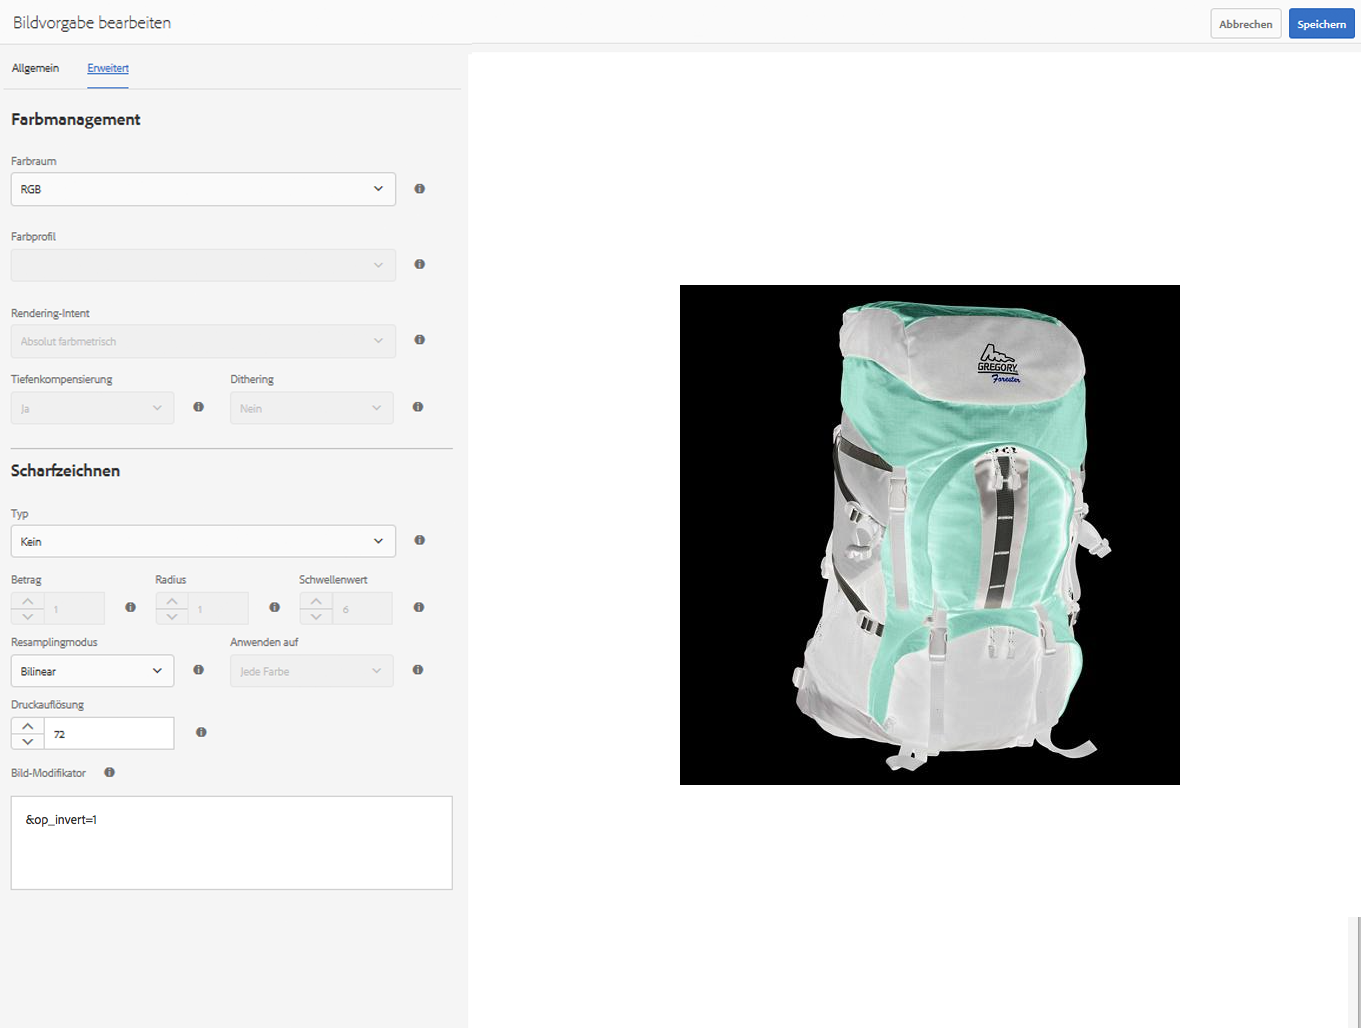 Bildvorgabe bearbeiten
Abbrechen
Speichern
Allgemein
Erweitert
Farbmanagement
Farbraum
RGB
Farbprofil
Rendering-Intent
Absolut farbmetrisch
Tiefenkompensierung
Dithering
Ja
Nein
Scharfzeichnen
Typ
Kein
Betrag
Radius
Schwellenwert
1
1
6
Resamplingmodus
Anwenden auf
Bilinear
Jede Farbe
Druckauflösung
72
Bild-Modifikator
&op_invert=1
GREGORY
Forester